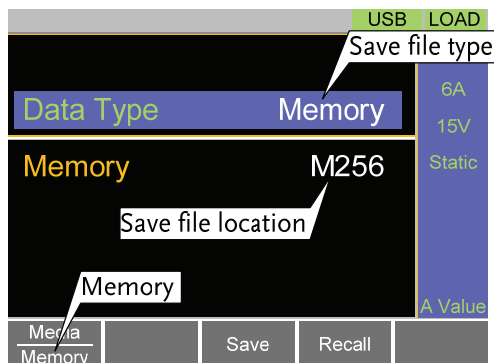 USB LOAD
Save file type
6A
Data Type Memory
15V
Memory M256
Static
Save file location
Memory
A Value
Media
Memory
Save
Recall